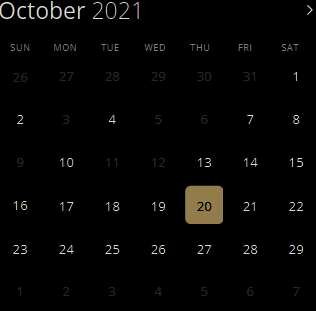 October 2021 >
SUN MON TUE WED THU FRI SAT
26 27 28 29 30 31 1
2 3 4 5 6 7 8
9 10 11 12 13 14 15
16 17 18 19 20 21 22
23 24 25 26 27 28 29
1 2 3 4 5 6 7